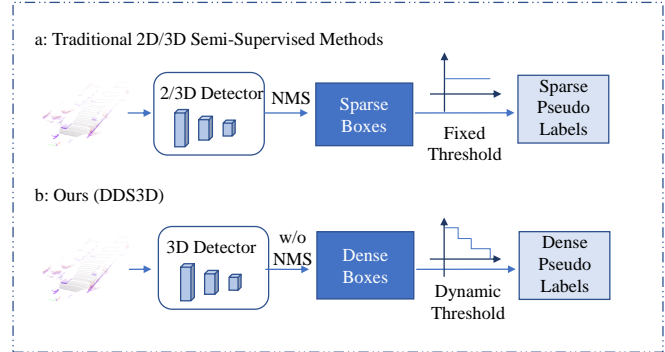 a: Traditional 2D/3D Semi-Supervised Methods
2/3D Detector
NMS
Sparse
Boxes
Fixed
Threshold
Sparse
Pseudo
Labels
b: Ours (DDS3D)
3D Detector
w/o
NMS
Dense
Boxes
Dynamic
Threshold
Dense
Pseudo
Labels